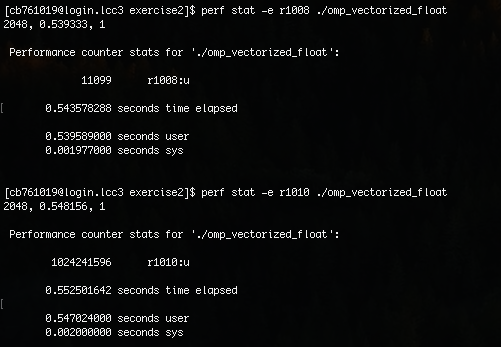 [cb761019@login.lcc3 exercise2]$ perf stat -e r1008 ./omp_vectorized_float
2048, 0.539333, 1
Performance counter stats for './omp_vectorized_float':
11099 r1008:u
[ 0.543578288 seconds time elapsed
0.539589000 seconds user
0.001977000 seconds sys
[cb761019@login.lcc3 exercise2]$ perf stat -e r1010 ./omp_vectorized_float
2048, 0.548156, 1
Performance counter stats for './omp_vectorized_float':
1024241596 r1010:u
0.552501642 seconds time elapsed
[
0.547024000 seconds user
0.002000000 seconds sys